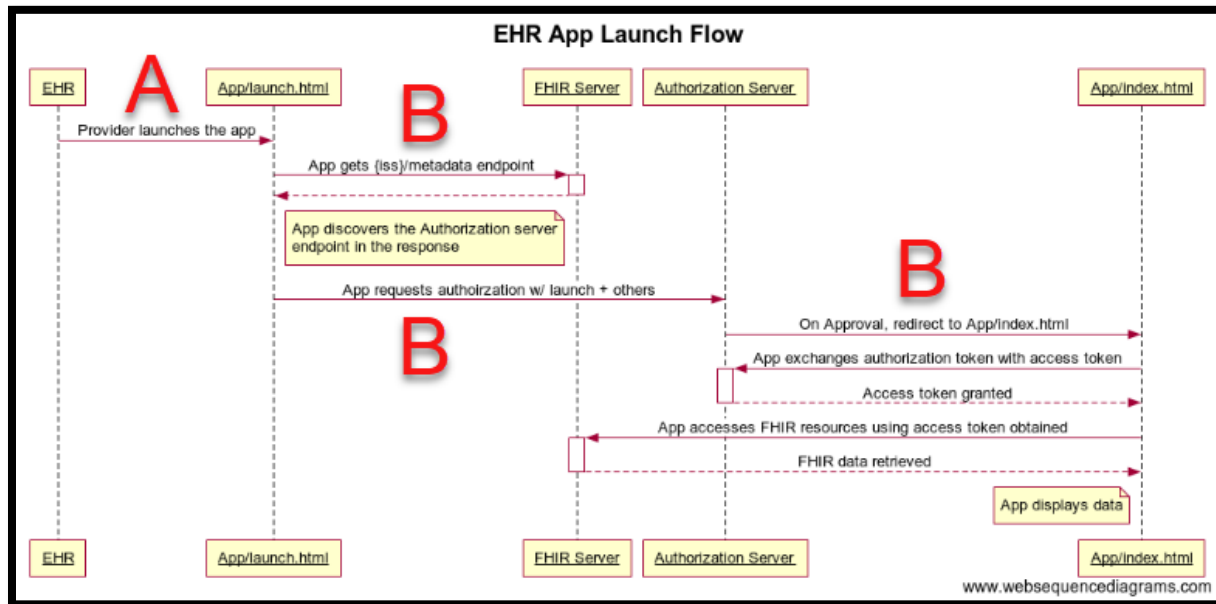 EHR App Launch Flow
A
EHR
App/launch.html
FHIR Server
Authorization Server
App/index.html
B
Provider launches the app
App gets {iss}/metadata endpoint
App discovers the Authorization server
endpoint in the response
B
App requests authoirzation w/ launch + others
B
On Approval, redirect to App/index.html
App exchanges authorization token with access token
Access token granted
App accesses FHIR resources using access token obtained
FHIR data retrieved
App displays data
EHR
App/launch.html
FHIR Server
Authorization Server
App/index.html
www.websequencediagrams.com